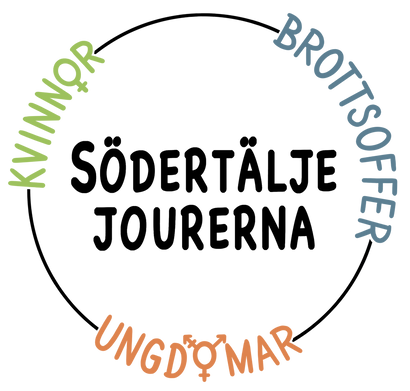 KVINNOR
BROTTSOFFER
SÖDERTÄLJE
JOURERNA
UNGDOMAR